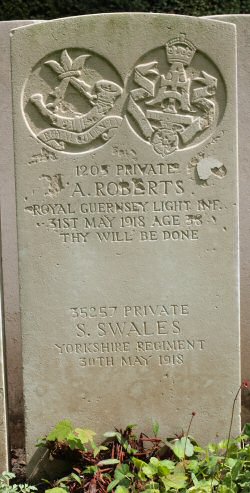 1205 PRIVATE
A. ROBERTS
ROYAL GUERNSEY LIGHT INF.
31ST MAY 1918 AGE 38
THY WILL BE DONE
35257 PRIVATE
S. SWALES
YORKSHIRE REGIMENT
30TH MAY 1918